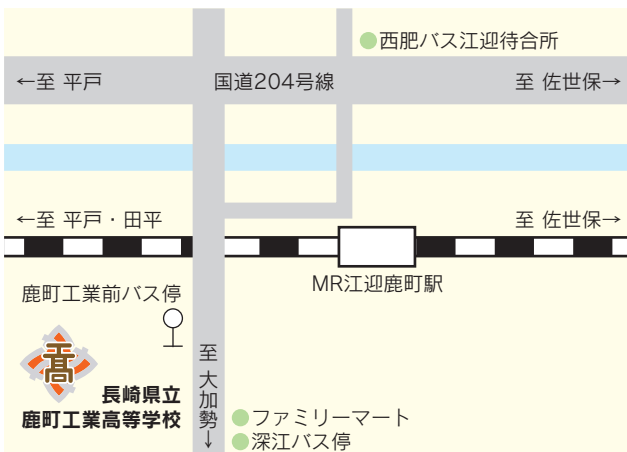 西肥バス江迎待合所
←至 平戸
国道204号線
至 佐世保→
←至 平戸・田平
至 佐世保→
MR江迎鹿町駅
鹿町工業前バス停
髙
長崎県立
鹿町工業高等学校
至 大加勢→
ファミリーマート
深江バス停